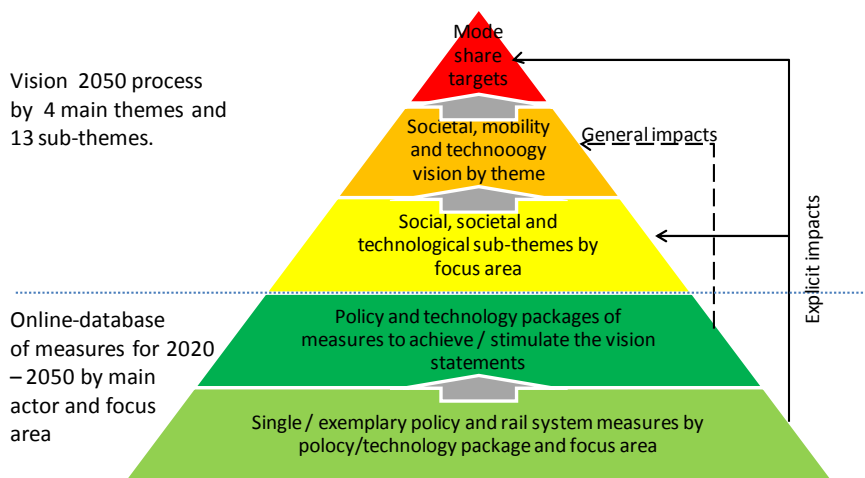 Mode
share
targets
Vision 2050 process
by 4 main themes and
13 sub-themes.
Societal, mobility
and technooogy
vision by theme
General impacts
Social, societal and
technological sub-themes by
focus area
Explicit impacts
Online-database
of measures for 2020
– 2050 by main
actor and focus
area
Policy and technology packages of
measures to achieve / stimulate the vision
statements
Single / exemplary policy and rail system measures by
polocy/technology package and focus area